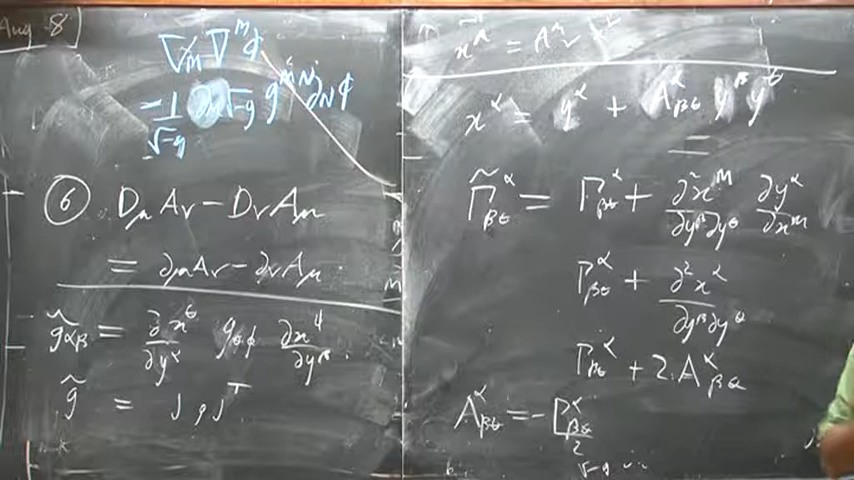 Aug 8
∇_M ∇^M φ
= 1/√-g ∂_M √-g g^{MN} ∂_N φ
⑥ D_μ A_ν − D_ν A_μ
= ∂_μ A_ν − ∂_ν A_μ
g̃_{αβ} = ∂x^θ/∂y^α g_{θφ} ∂x^φ/∂y^β
g̃ = J g J^T
x̃^μ = A^μ_ν x^ν
x^α = y^α + A^α_{βθ} y^β y^θ
Γ̃^α_{βθ} = Γ^α_{βθ} + ∂²x^m/∂y^β∂y^θ ∂y^α/∂x^m
Γ^α_{βθ} + ∂²x^α/∂y^β∂y^θ
Γ^α_{βθ} + 2 A^α_{βθ}
A^α_{βθ} = −Γ^α_{βθ}/2